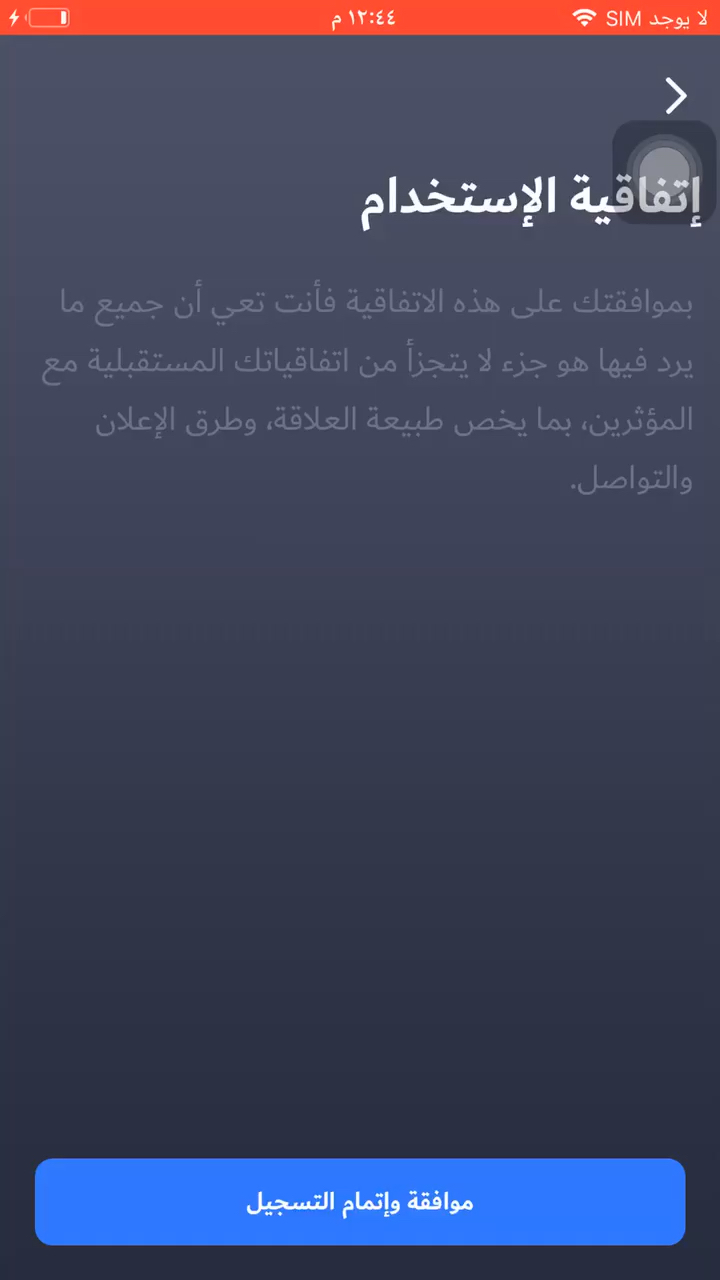 لا يوجد SIM
١٢:٤٤ م
إتفاقية الإستخدام
بموافقتك على هذه الاتفاقية فأنت تعي أن جميع ما
يرد فيها هو جزء لا يتجزأ من اتفاقياتك المستقبلية مع
المؤثرين، بما يخص طبيعة العلاقة، وطرق الإعلان
والتواصل.
موافقة وإتمام التسجيل